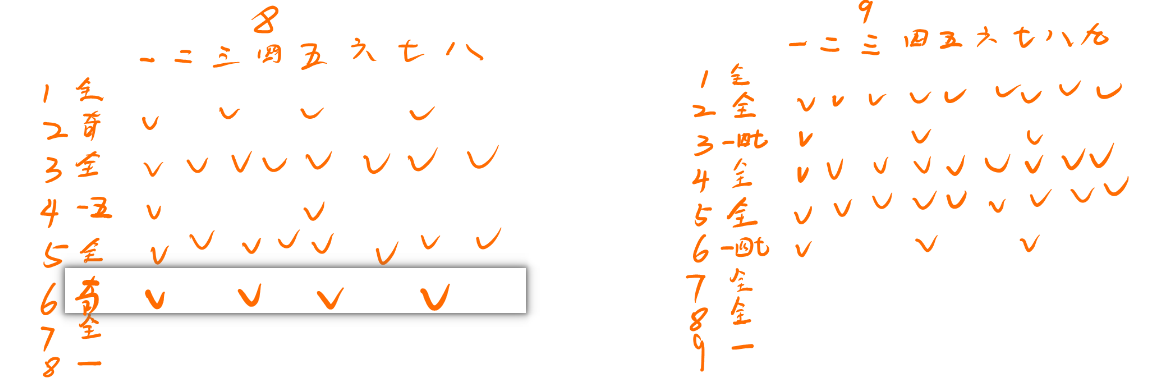 8
一 二 三 四 五 六 七 八
1 全
2 奇 ✓ ✓ ✓ ✓
3 全 ✓ ✓ ✓ ✓ ✓ ✓ ✓ ✓
4 一五 ✓ ✓
5 全 ✓ ✓ ✓ ✓ ✓ ✓ ✓ ✓
6 奇 ✓ ✓ ✓ ✓
7 全
8 一
9
一 二 三 四 五 六 七 八 九
1 全
2 全 ✓ ✓ ✓ ✓ ✓ ✓ ✓ ✓ ✓
3 一四七 ✓ ✓ ✓
4 全 ✓ ✓ ✓ ✓ ✓ ✓ ✓ ✓ ✓
5 全 ✓ ✓ ✓ ✓ ✓ ✓ ✓ ✓ ✓
6 一四七 ✓ ✓ ✓
7 全
8 全
9 一